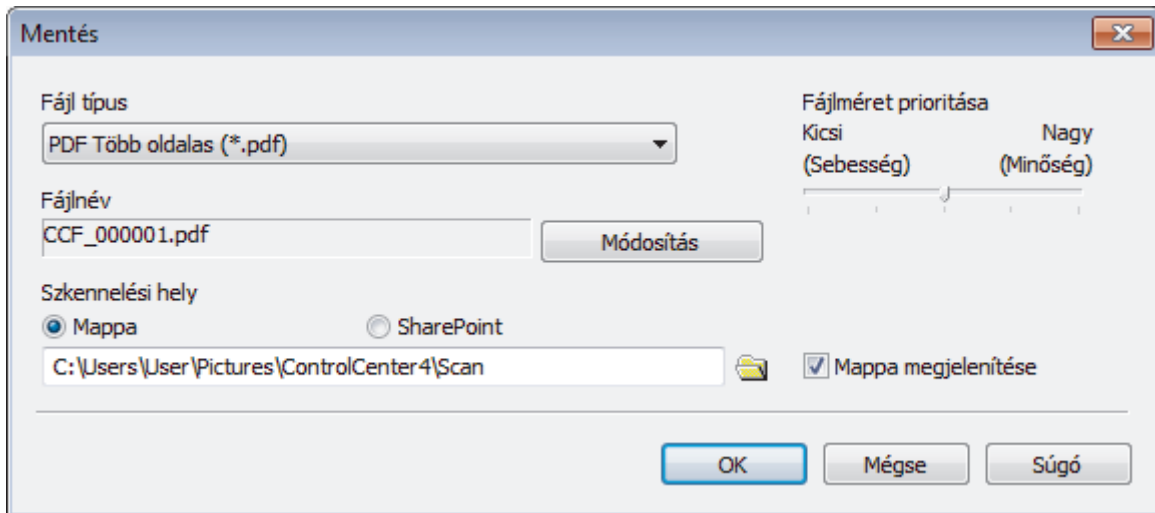 Mentés
Fájl típus
PDF Több oldalas (*.pdf)
Fájlméret prioritása
Kicsi Nagy
(Sebesség) (Minőség)
Fájlnév
CCF_000001.pdf
Módosítás
Szkennelési hely
Mappa SharePoint
C:\Users\User\Pictures\ControlCenter4\Scan
Mappa megjelenítése
OK Mégse Súgó